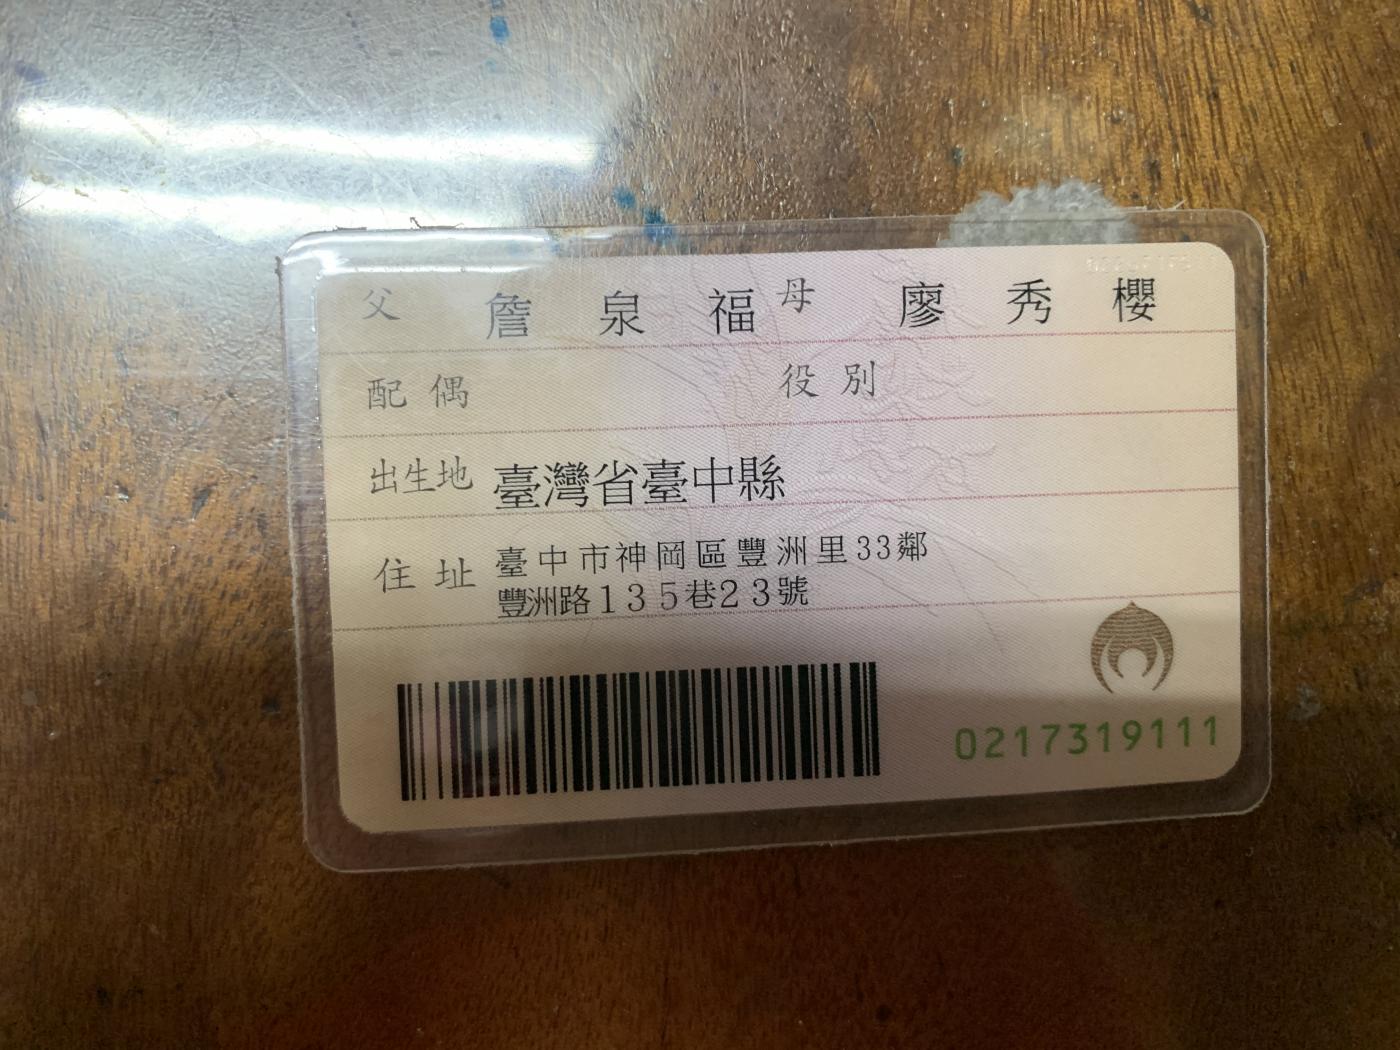 父 詹泉福 母 廖秀櫻
配偶 役別
出生地 臺灣省臺中縣
住址 臺中市神岡區豐洲里33鄰
豐洲路135巷23號
0217319111